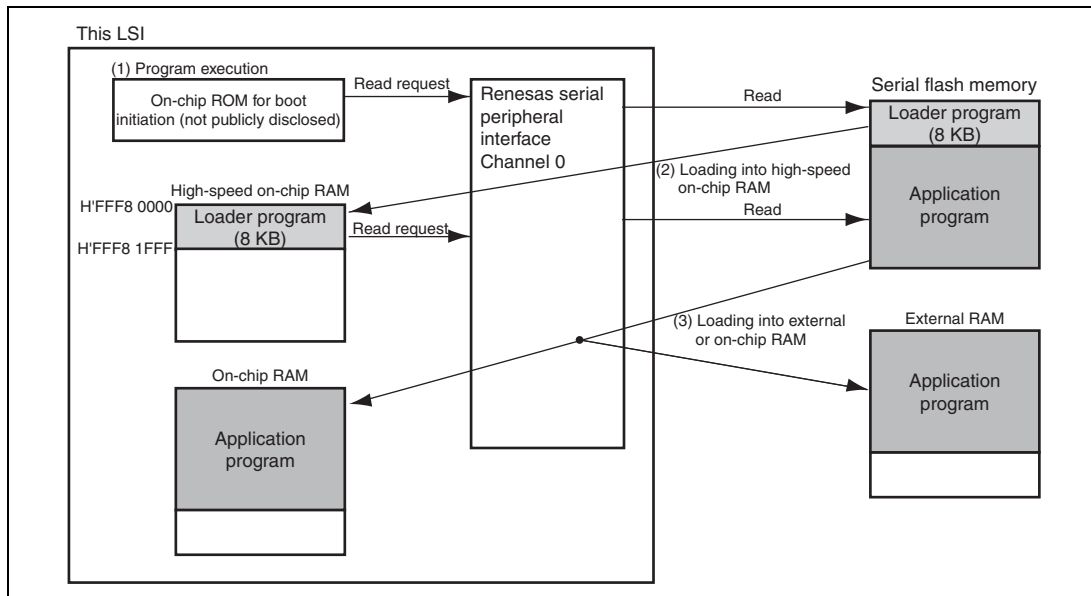 This LSI
(1) Program execution
On-chip ROM for boot
initiation (not publicly disclosed)
Read request
Renesas serial
peripheral
interface
Channel 0
Read
Serial flash memory
Loader program
(8 KB)
Application
program
(2) Loading into high-speed
on-chip RAM
Read
High-speed on-chip RAM
H'FFF8 0000
Loader program
(8 KB)
H'FFF8 1FFF
Read request
(3) Loading into external
or on-chip RAM
External RAM
Application
program
On-chip RAM
Application
program